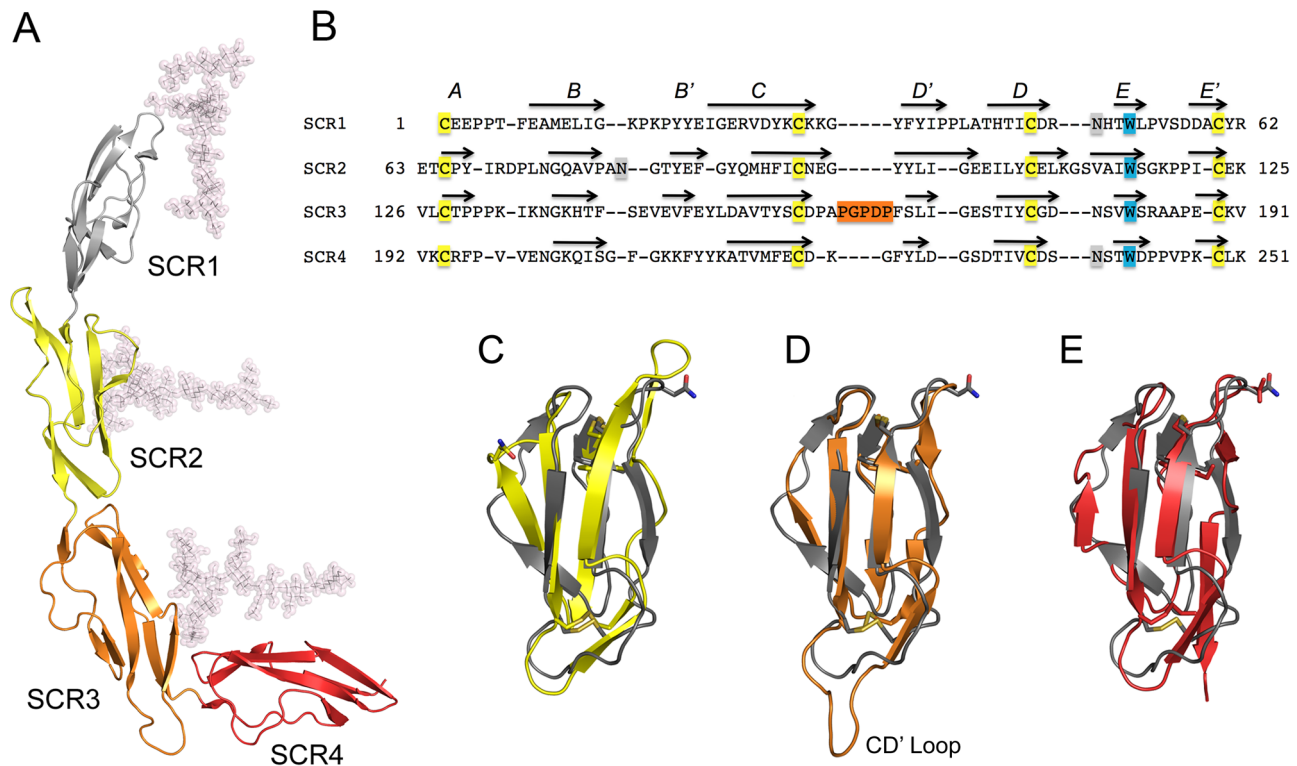 A
B
A B B' C D' D E E'
SCR1 1 CEEPPT-FEAMELIG-KPKPYYEIGERVDYKCKKG-----YFYIPPLATHTICDR---NHTWLPVSDDACYR 62
SCR2 63 ETCPY-IRDPLNGQAVPAN--GTYEF-GYQMHFICNEG-----YYLI-GEEILYCELKGSVAIWSGKPPI-CEK 125
SCR3 126 VLCTPPPK-IKNGKHTF-SEVEVFEYLDAVTYSCDPAPGPDPFSLI-GESTIYCGD---NSVWSRAAPE-CKV 191
SCR4 192 VKCRFP-V-VENGKQISG-F-GKKFYYKATVMFECD-K----GFYLD-GSDTIVCDS---NSTWDPPVPK-CLK 251
SCR1
SCR2
SCR3
SCR4
C
D
E
CD' Loop